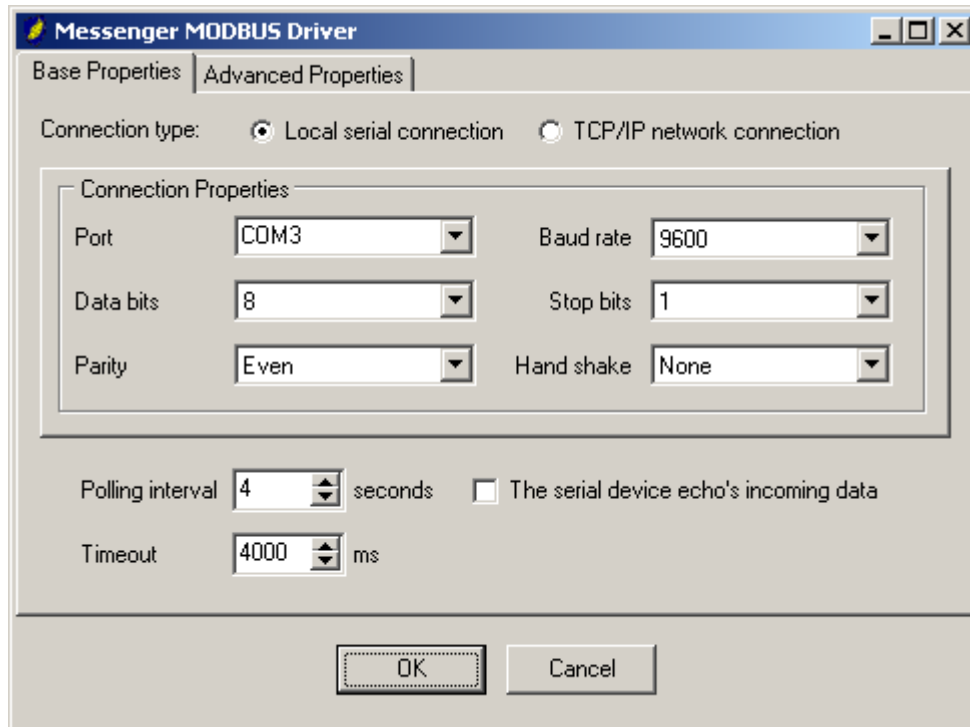 Messenger MODBUS Driver
Base Properties Advanced Properties
Connection type: Local serial connection TCP/IP network connection
Connection Properties
Port COM3 Baud rate 9600
Data bits 8 Stop bits 1
Parity Even Hand shake None
Polling interval 4 seconds The serial device echo's incoming data
Timeout 4000 ms
OK Cancel